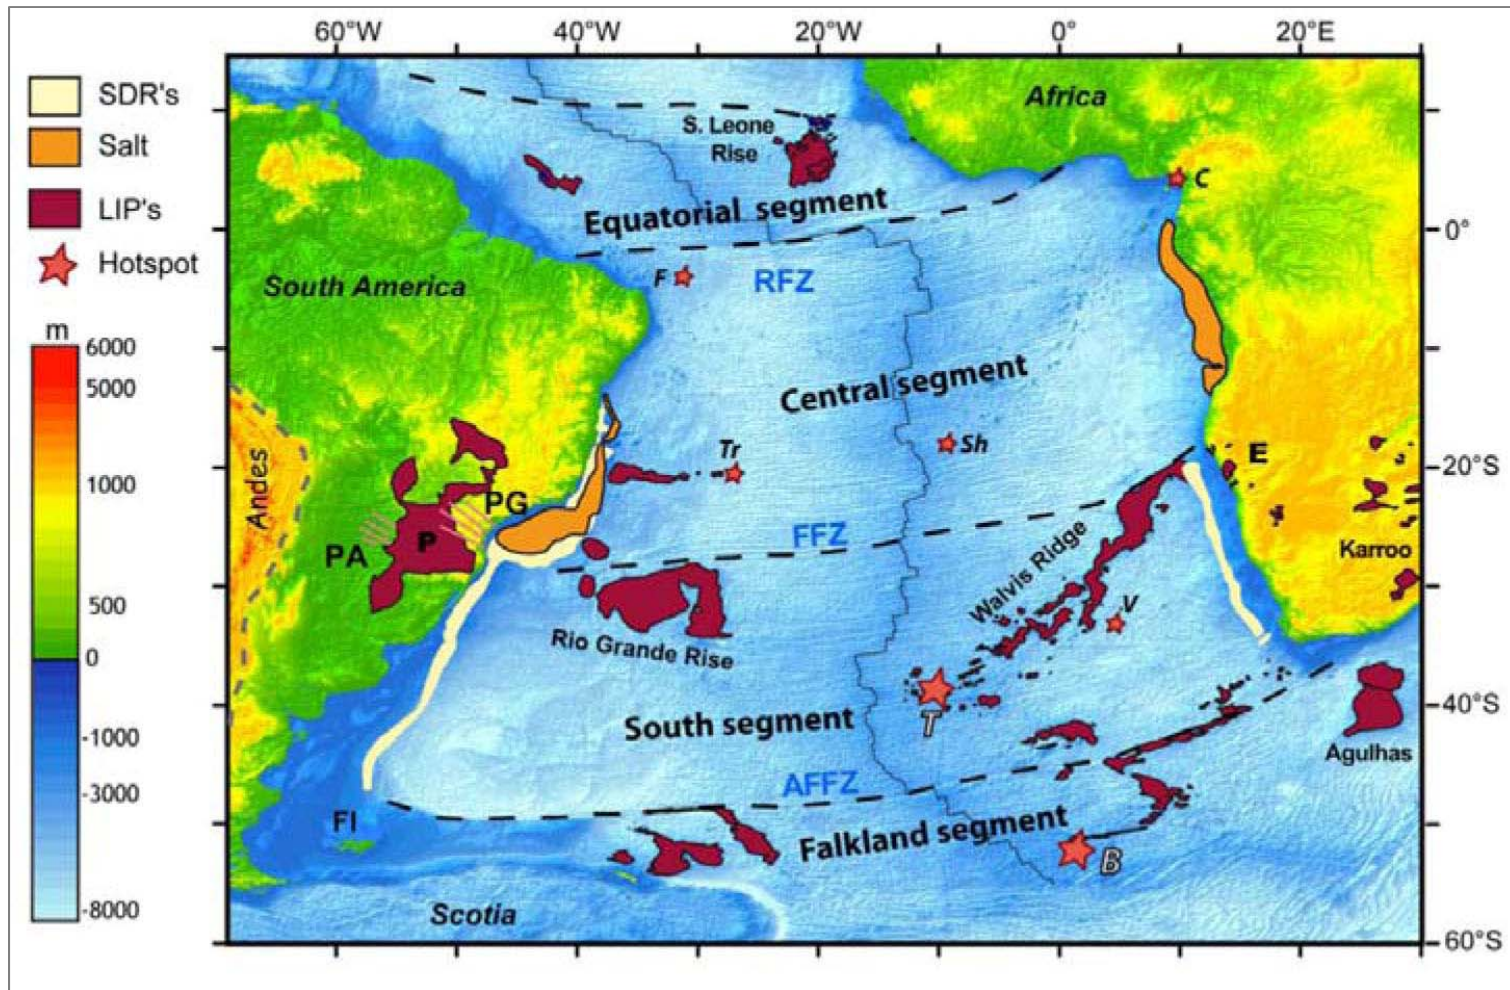 60°W 40°W 20°W 0° 20°E
SDR's
Salt
LIP's
Hotspot
m
6000
5000
1000
500
0
-1000
-3000
-8000
Africa
S. Leone
Rise
C
Equatorial segment
0°
South America
F
RFZ
Central segment
Tr
Sh
E
20°S
Andes
PG
PA
P
FFZ
Karroo
Walvis Ridge
V
Rio Grande Rise
T
South segment
40°S
Agulhas
AFFZ
FI
Falkland segment
B
Scotia
60°S